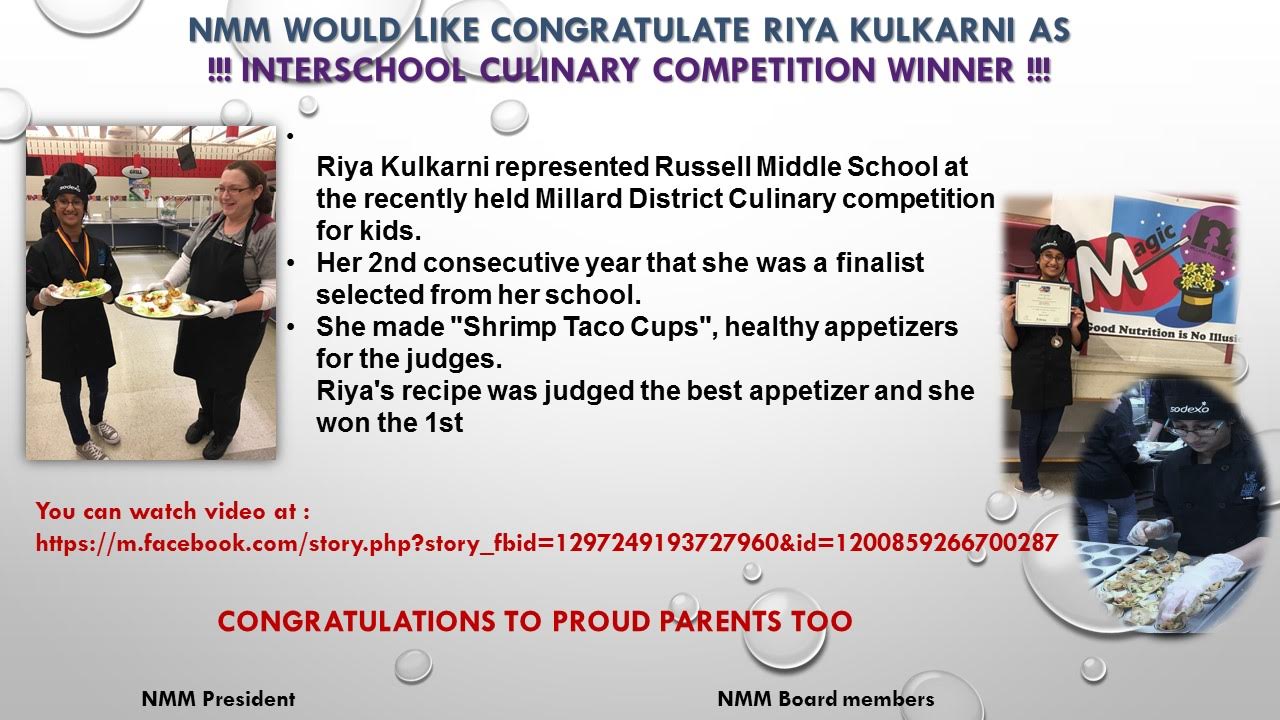 NMM WOULD LIKE CONGRATULATE RIYA KULKARNI AS
!!! INTERSCHOOL CULINARY COMPETITION WINNER !!!
•
Riya Kulkarni represented Russell Middle School at
the recently held Millard District Culinary competition
for kids.
• Her 2nd consecutive year that she was a finalist
selected from her school.
• She made "Shrimp Taco Cups", healthy appetizers
for the judges.
Riya's recipe was judged the best appetizer and she
won the 1st
sodexo
GRILL
sodexo
Magic
m
Good Nutrition is No Illusi
sodexo
You can watch video at :
https://m.facebook.com/story.php?story_fbid=1297249193727960&id=1200859266700287
CONGRATULATIONS TO PROUD PARENTS TOO
NMM President
NMM Board members